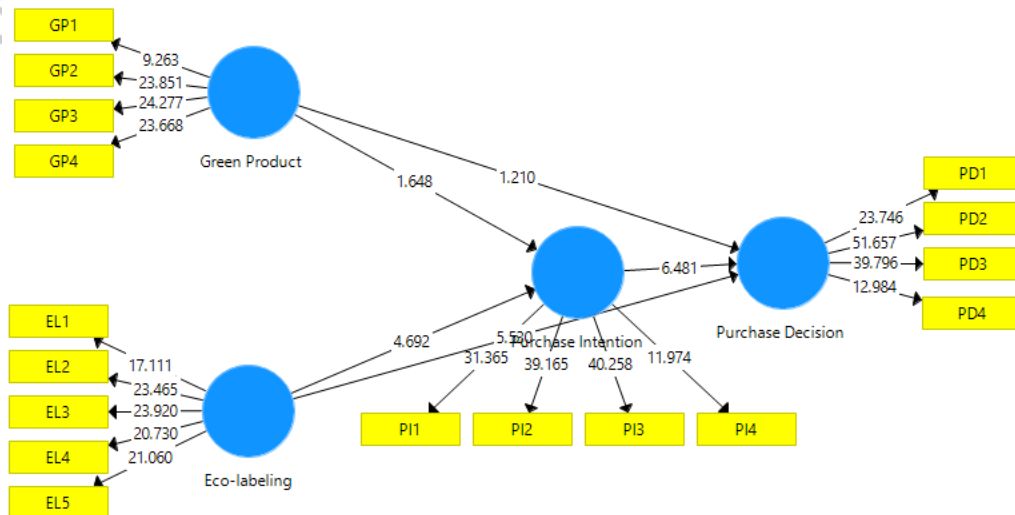 GP1
9.263
GP2
23.851
GP3
24.277
23.668
GP4
Green Product
1.648
1.210
PD1
23.746
PD2
51.657
6.481
39.796
PD3
12.984
PD4
Purchase Decision
EL1
17.111
EL2
23.465
EL3
23.920
20.730
EL4
21.060
EL5
Eco-labeling
4.692
5.530
Purchase Intention
31.365
39.165
40.258
11.974
PI1
PI2
PI3
PI4